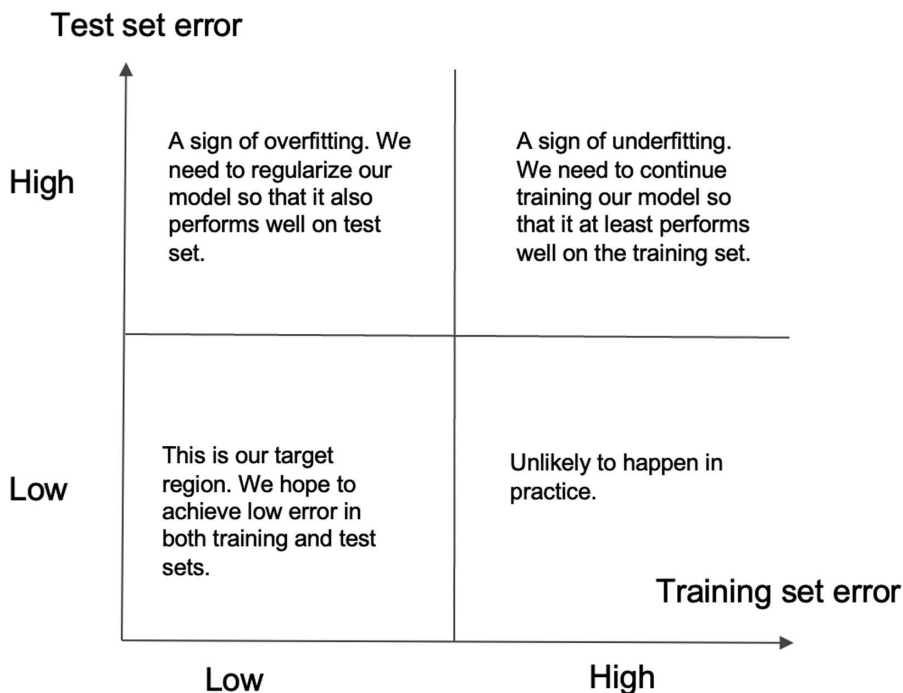 Test set error
High
A sign of overfitting. We
need to regularize our
model so that it also
performs well on test
set.
A sign of underfitting.
We need to continue
training our model so
that it at least performs
well on the training set.
Low
This is our target
region. We hope to
achieve low error in
both training and test
sets.
Unlikely to happen in
practice.
Training set error
Low
High